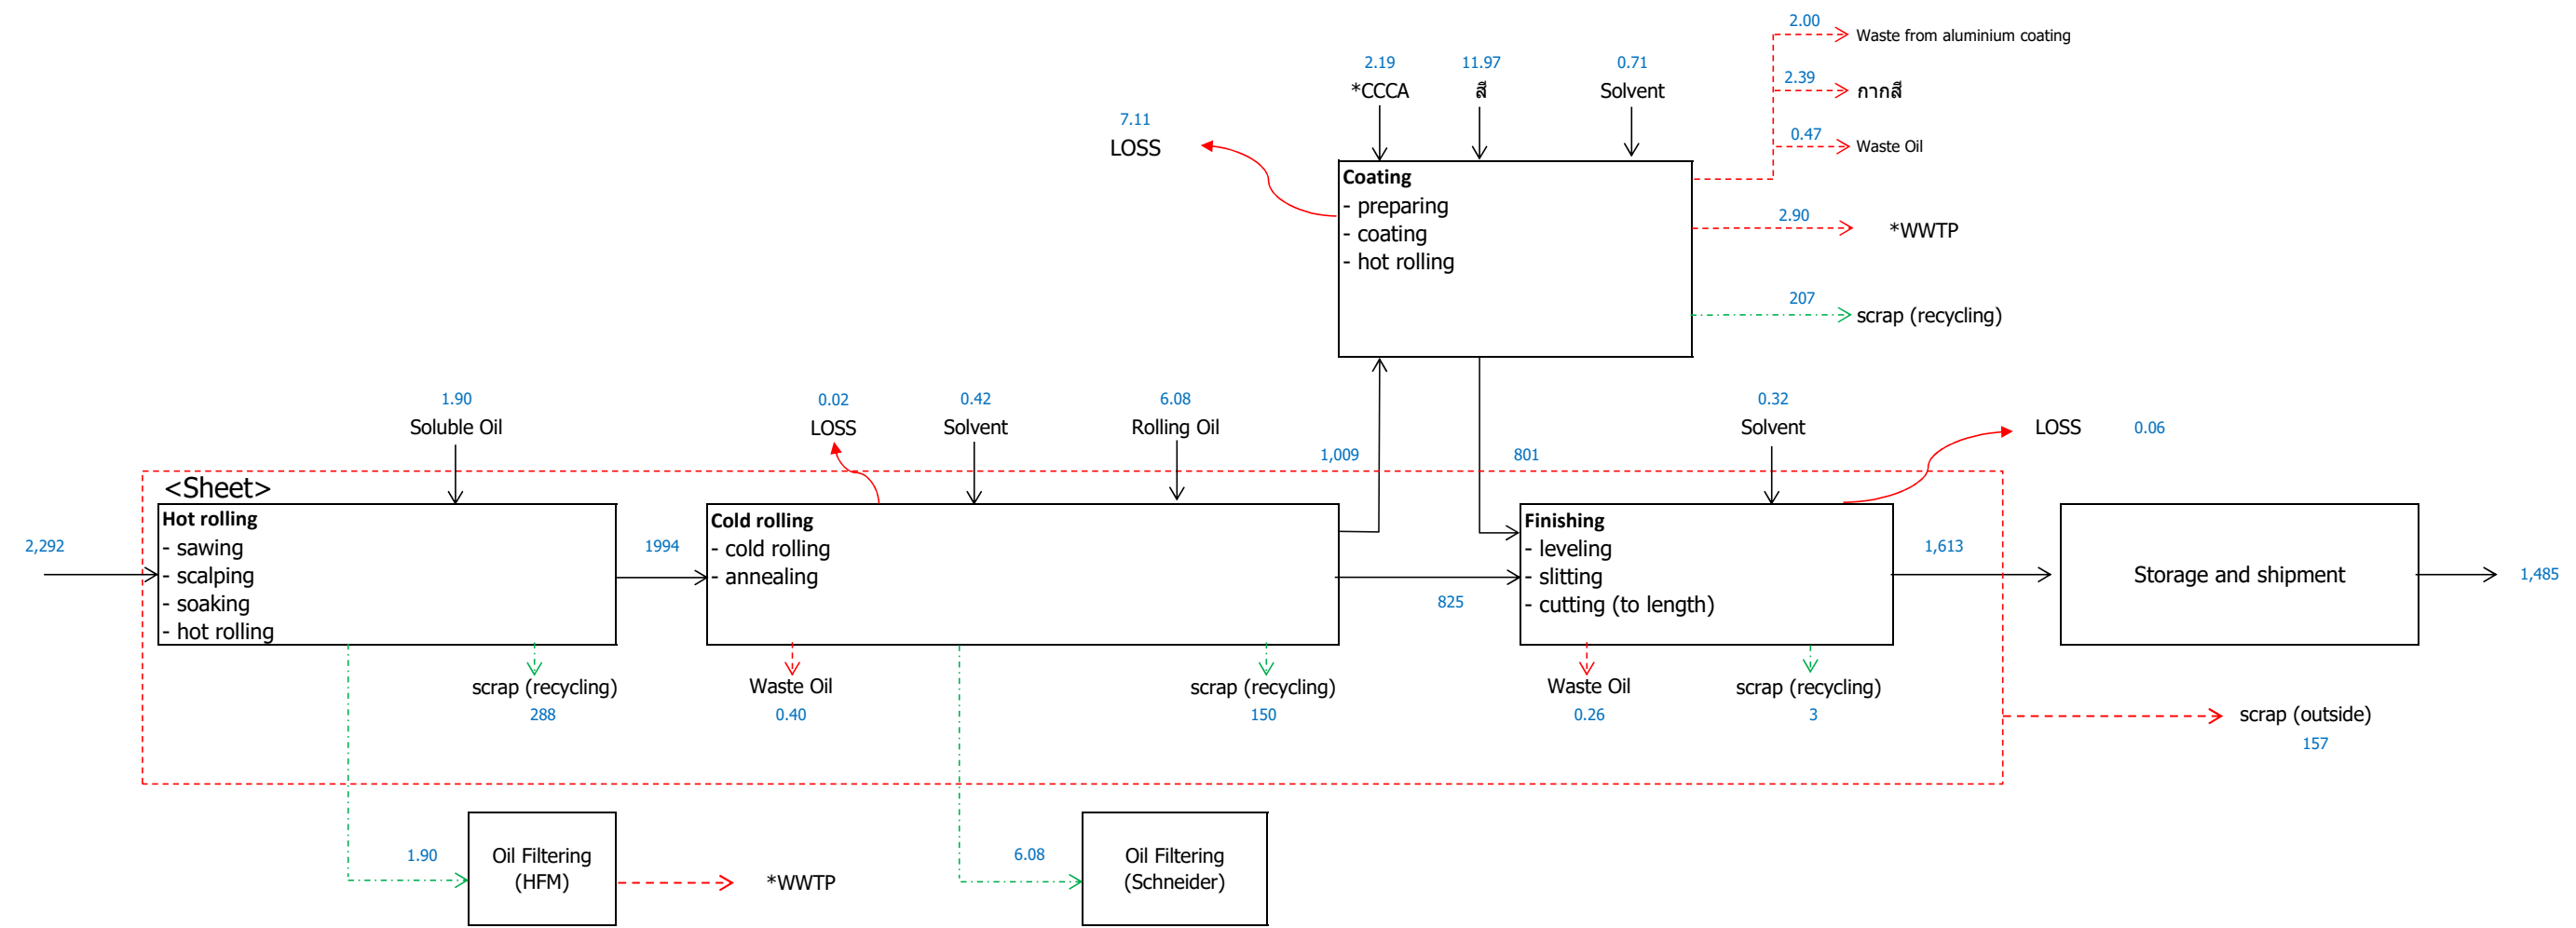 2.00
Waste from aluminium coating
2.19
11.97
0.71
*CCCA
สี
Solvent
2.39
กากสี
7.11
LOSS
0.47
Waste Oil
Coating
- preparing
- coating
- hot rolling
2.90
*WWTP
207
scrap (recycling)
1.90
Soluble Oil
0.02
LOSS
0.42
Solvent
6.08
Rolling Oil
1,009
801
0.32
Solvent
LOSS
0.06
<Sheet>
2,292
Hot rolling
- sawing
- scalping
- soaking
- hot rolling
1994
Cold rolling
- cold rolling
- annealing
825
Finishing
- leveling
- slitting
- cutting (to length)
1,613
Storage and shipment
1,485
scrap (recycling)
288
Waste Oil
0.40
scrap (recycling)
150
Waste Oil
0.26
scrap (recycling)
3
scrap (outside)
157
1.90
Oil Filtering
(HFM)
*WWTP
6.08
Oil Filtering
(Schneider)